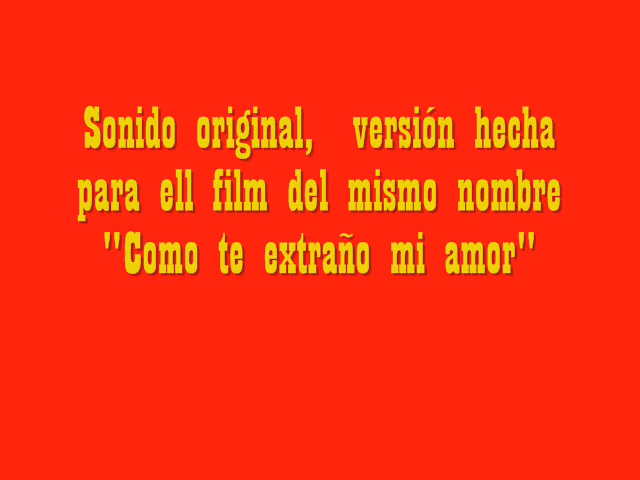 Sonido original, versión hecha
para ell film del mismo nombre
"Como te extraño mi amor"